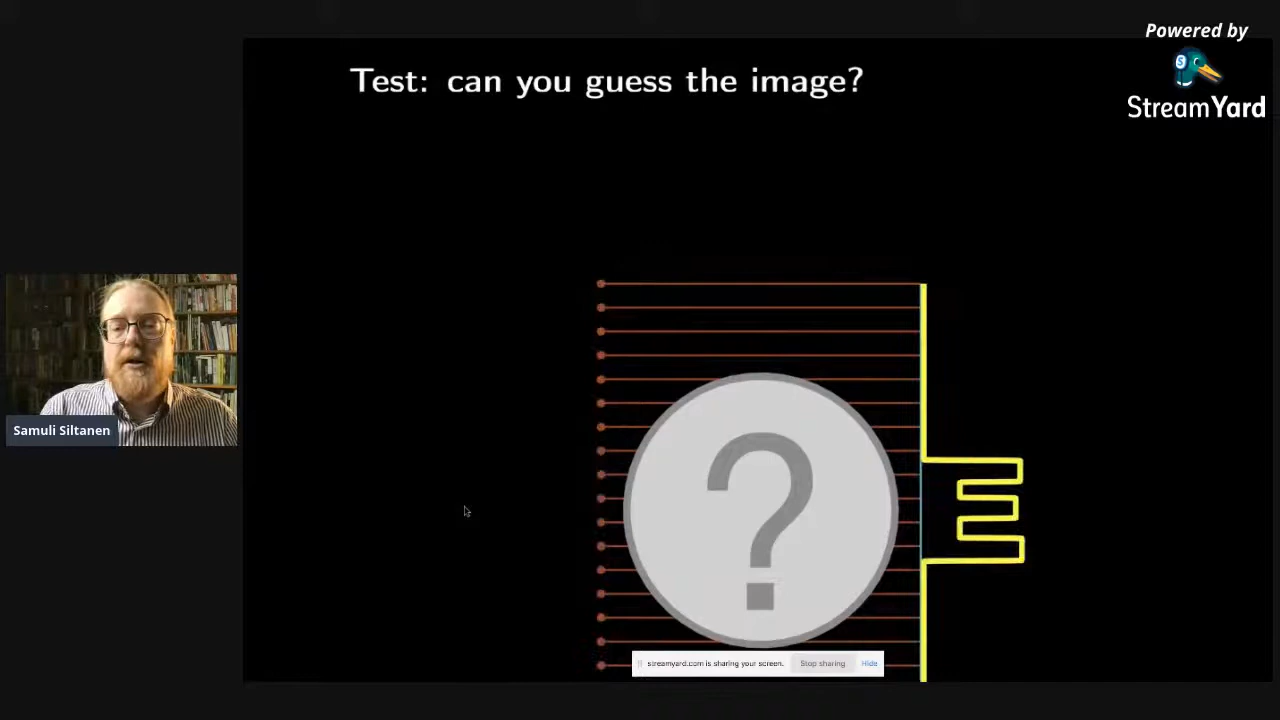 Powered by
StreamYard
Test: can you guess the image?
Samuli Siltanen
?
streamyard.com is sharing your screen. Stop sharing Hide